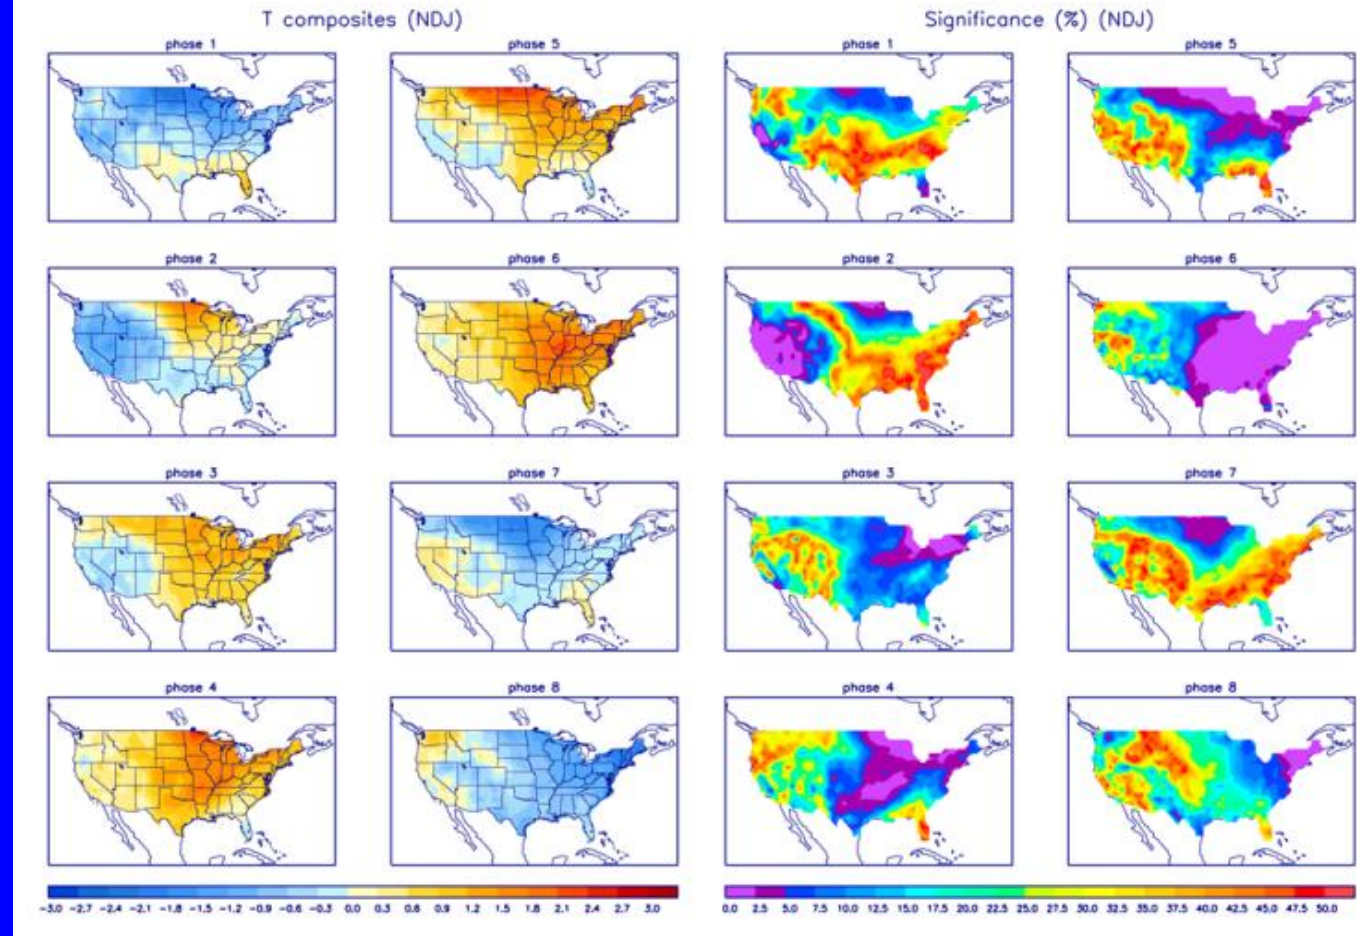 T composites (NDJ)
Significance (%) (NDJ)
phase 1
phase 5
phase 1
phase 5
phase 2
phase 6
phase 2
phase 6
phase 3
phase 7
phase 3
phase 7
phase 4
phase 8
phase 4
phase 8
-3.0 -2.7 -2.4 -2.1 -1.8 -1.5 -1.2 -0.9 -0.6 -0.3 0.0 0.3 0.6 0.9 1.2 1.5 1.8 2.1 2.4 2.7 3.0
0.0 2.5 5.0 7.5 10.0 12.5 15.0 17.5 20.0 22.5 25.0 27.5 30.0 32.5 35.0 37.5 40.0 42.5 45.0 47.5 50.0